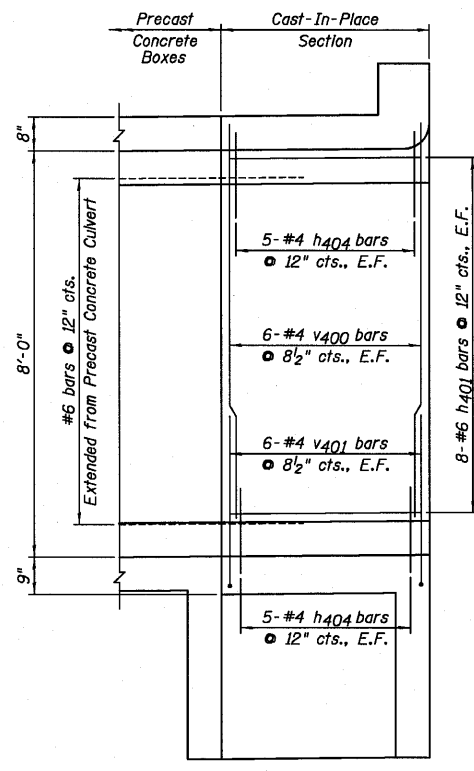 Precast
Concrete
Boxes
Cast-In-Place
Section
8"
8'-0"
9"
#6 bars @ 12" cts.
Extended from Precast Concrete Culvert
5-#4 h404 bars
@ 12" cts., E.F.
6-#4 v400 bars
@ 8½" cts., E.F.
6-#4 v401 bars
@ 8½" cts., E.F.
8-#6 h401 bars @ 12" cts., E.F.
5-#4 h404 bars
@ 12" cts., E.F.